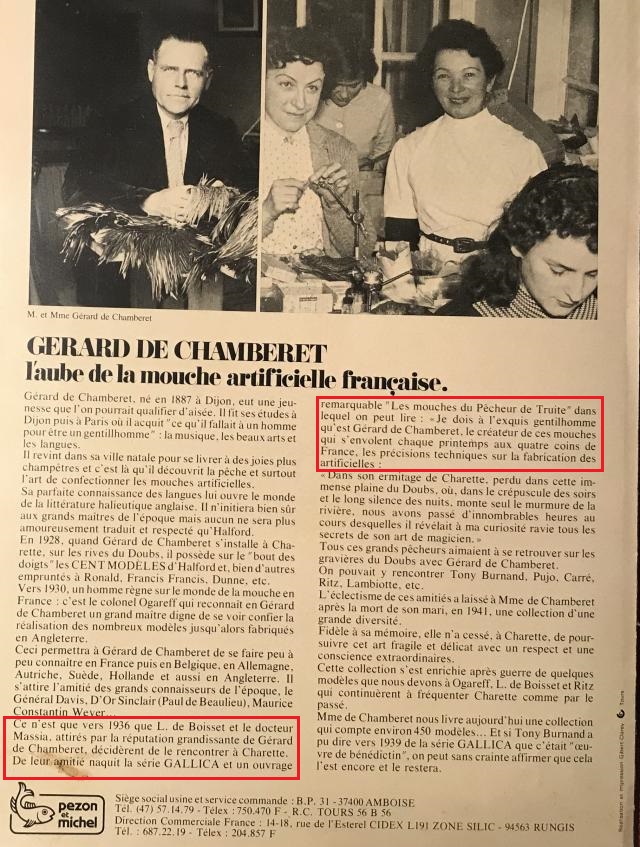 M. et Mme Gérard de Chamberet
GERARD DE CHAMBERET
l'aube de la mouche artificielle française.
Gérard de Chamberet, né en 1887 à Dijon, eut une jeu-
nesse que l'on pourrait qualifier d'aisée. Il fit ses études à
Dijon puis à Paris où il acquit "ce qu'il fallait à un homme
pour être un gentillhomme" : la musique, les beaux arts et
les langues.
Il revint dans sa ville natale pour se livrer à des joies plus
champêtres et c'est là qu'il découvrit la pêche et surtout
l'art de confectionner les mouches artificielles.
Sa parfaite connaissance des langues lui ouvre le monde
de la littérature halieutique anglaise. Il n'initiera bien sûr
aux grands maîtres de l'époque mais aucun ne sera plus
amoureusement traduit et respecté qu'Halford.
En 1928, quand Gérard de Chamberet s'installe à Cha-
rette, sur les rives du Doubs, il possède sur le "bout des
doigts" les CENT MODÈLES d'Halford et, bien d'autres
empruntés à Ronald, Francis Francis, Dunne, etc.
Vers 1930, un homme règne sur le monde de la mouche en
France : c'est le colonel Ogareff qui reconnaît en Gérard
de Chamberet un grand maître digne de se voir confier la
réalisation des nombreux modèles jusqu'alors fabriqués
en Angleterre.
Ceci permettra à Gérard de Chamberet de se faire peu à
peu connaître en France puis en Belgique, en Allemagne,
Autriche, Suède, Hollande et aussi en Angleterre. Il
s'attire l'amitié des grands connaisseurs de l'époque, le
Général Davis, D'Or Sinclair (Paul de Beaulieu), Maurice
Constantin Weyer...
Ce n'est que vers 1936 que L. de Boisset et le docteur
Massia, attirés par la réputation grandissante de Gérard
de Chamberet, décidèrent de le rencontrer à Charette.
De leur amitié naquit la série GALLICA et un ouvrage
remarquable "Les mouches du Pêcheur de Truite" dans
lequel on peut lire : «Je dois à l'exquis gentilhomme
qu'est Gérard de Chamberet, le créateur de ces mouches
qui s'envolent chaque printemps aux quatre coins de
France, les précisions techniques sur la fabrication des
artificielles :
« Dans son ermitage de Charette, perdu dans cette im-
mense plaine du Doubs, où, dans le crépuscule des soirs
et le long silence des nuits, monte seul le murmure de la
rivière, nous avons passé d'innombrables heures au
cours desquelles il révélait à ma curiosité ravie tous les
secrets de son art de magicien. »
Tous ces grands pêcheurs aimaient à se retrouver sur les
gravières du Doubs avec Gérard de Chamberet.
On pouvait y rencontrer Tony Burnand, Pujo, Carré,
Ritz, Lambiotte, etc.
L'éclectisme de ces amitiés a laissé à Mme de Chamberet
après la mort de son mari, en 1941, une collection d'une
grande diversité.
Fidèle à sa mémoire, elle n'a cessé, à Charette, de pour-
suivre cet art fragile et délicat avec un respect et une
conscience extraordinaires.
Cette collection s'est enrichie après guerre de quelques
modèles que nous devons à Ogareff, L. de Boisset et Ritz
qui continuèrent à fréquenter Charette comme par le
passé.
Mme de Chamberet nous livre aujourd'hui une collection
qui compte environ 450 modèles... Et si Tony Burnand a
pu dire vers 1939 de la série GALLICA que c'était "œu-
vre de bénédictin", on peut sans crainte affirmer que cela
l'est encore et le restera.
Réalisation et Impression Gibert Clarey Tours
pezon
et
michel
Siège social usine et service commande : B.P. 31 - 37400 AMBOISE
Tél. (47) 57.14.79 - Télex : 750.470 F - R.C. TOURS 56 B 56
Direction Commerciale France : 14-18, rue de l'Esterel CIDEX L191 ZONE SILIC - 94563 RUNGIS
Tél. : 687.22.19 - Télex : 204.857 F